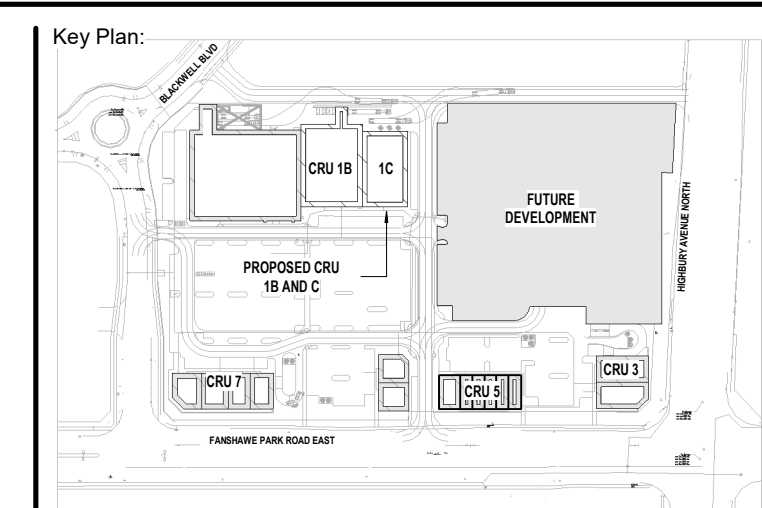 Key Plan:
BLACKWELL BLVD
CRU 1B
1C
FUTURE
DEVELOPMENT
HIGHBURY AVENUE NORTH
PROPOSED CRU
1B AND C
CRU 7
CRU 5
CRU 3
FANSHAWE PARK ROAD EAST